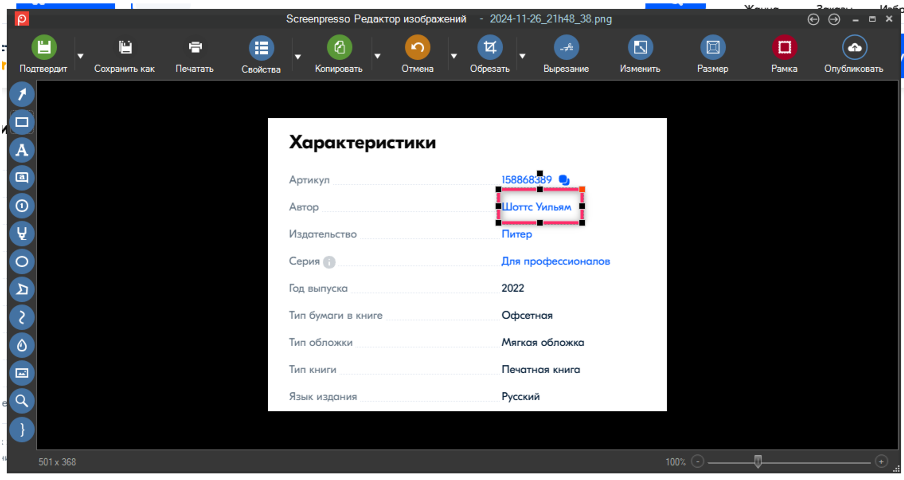 Screenpresso Редактор изображений - 2024-11-26_21h48_38.png
Подтвердит Сохранить как Печатать Свойства Копировать Отмена Обрезать Вырезание Изменить Размер Рамка Опубликовать
Характеристики
Артикул 158868389
Автор Шоттс Уильям
Издательство Питер
Серия Для профессионалов
Год выпуска 2022
Тип бумаги в книге Офсетная
Тип обложки Мягкая обложка
Тип книги Печатная книга
Язык издания Русский
501 x 368 100%